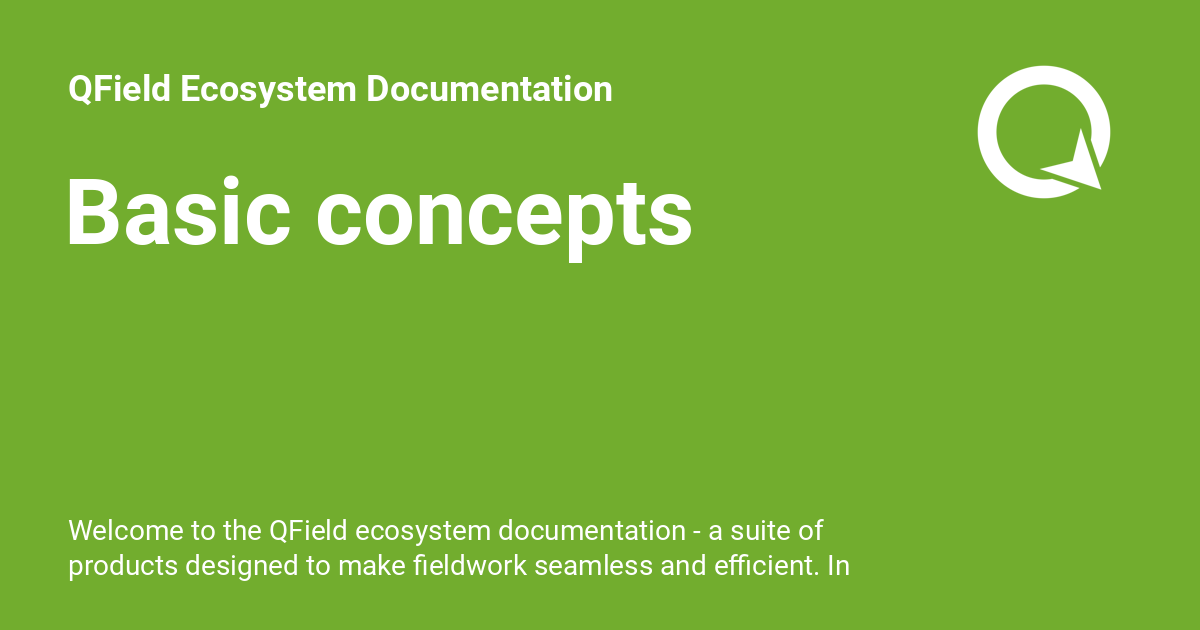 QField Ecosystem Documentation
Basic concepts
Welcome to the QField ecosystem documentation - a suite of
products designed to make fieldwork seamless and efficient. In